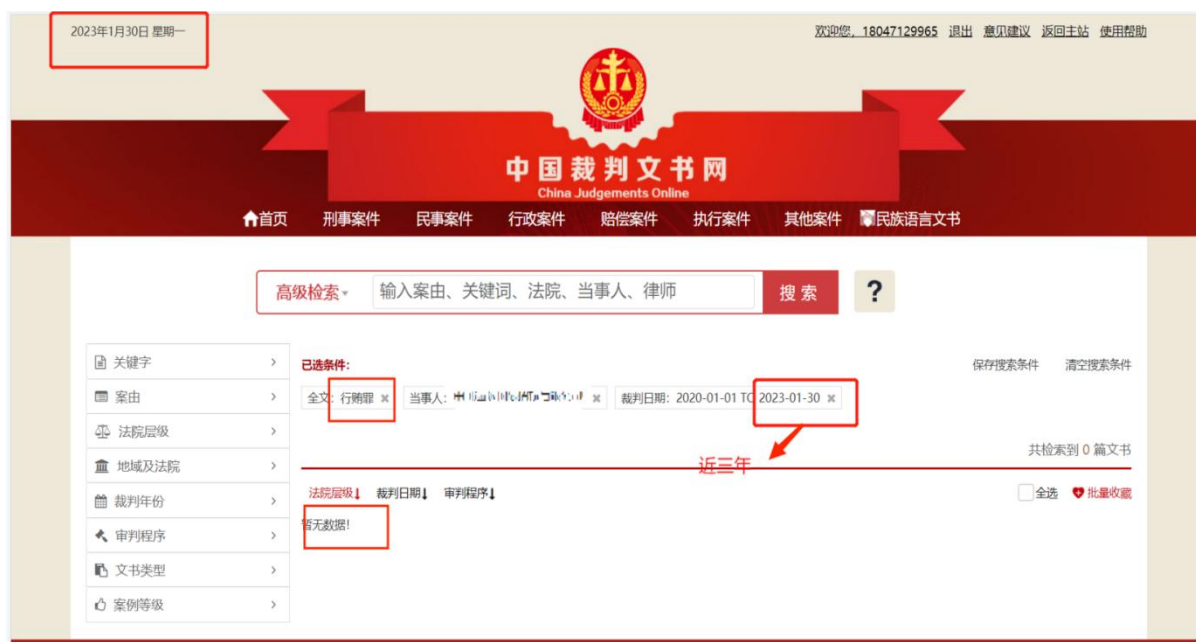 2023年1月30日 星期一
欢迎您，18047129965 退出 意见建议 返回主站 使用帮助
中国裁判文书网
China Judgements Online
首页 刑事案件 民事案件 行政案件 赔偿案件 执行案件 其他案件 民族语言文书
高级检索 输入案由、关键词、法院、当事人、律师 搜索 ?
关键字
案由
法院层级
地域及法院
裁判年份
审判程序
文书类型
案例等级
已选条件： 保存搜索条件 清空搜索条件
全文：行贿罪 × 当事人： × 裁判日期：2020-01-01 TO 2023-01-30 ×
近三年
共检索到 0 篇文书
法院层级↓ 裁判日期↓ 审判程序↓ 全选 批量收藏
暂无数据!